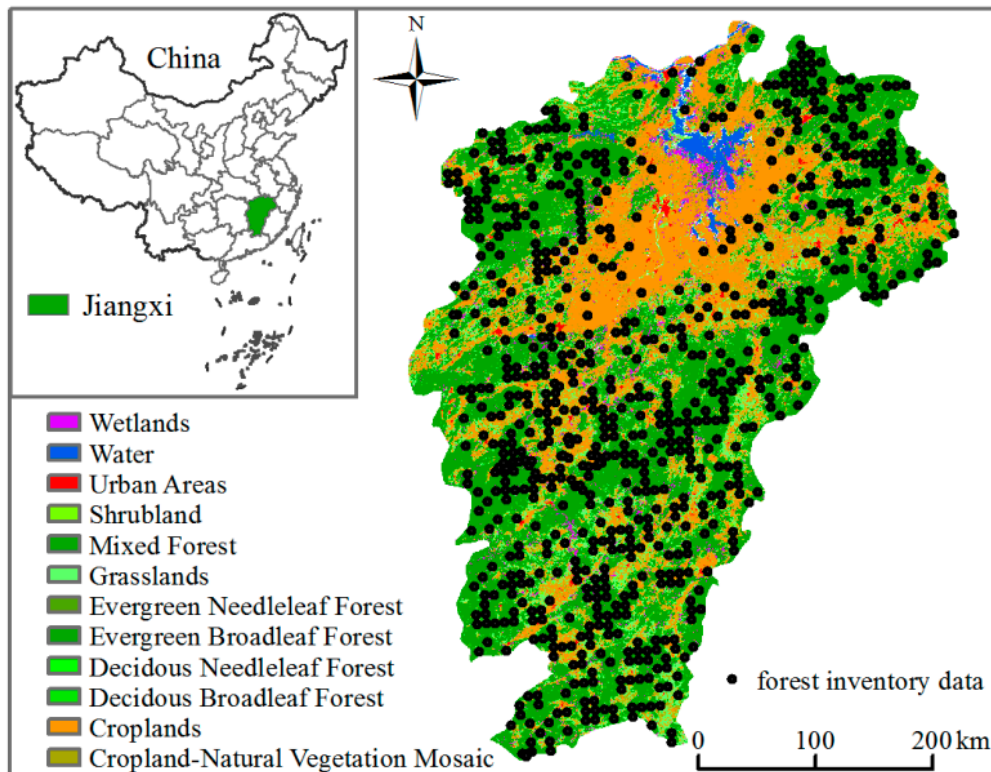 China
N
Jiangxi
Wetlands
Water
Urban Areas
Shrubland
Mixed Forest
Grasslands
Evergreen Needleleaf Forest
Evergreen Broadleaf Forest
Decidous Needleleaf Forest
Decidous Broadleaf Forest
Croplands
Cropland-Natural Vegetation Mosaic
forest inventory data
0 100 200 km